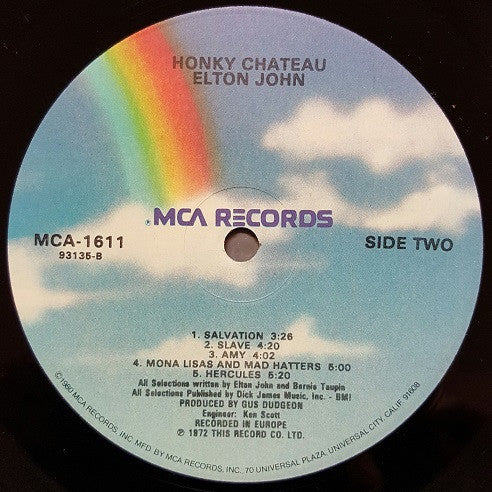 HONKY CHATEAU
ELTON JOHN
MCA RECORDS
MCA-1611
93135-B
SIDE TWO
1. SALVATION 3:26
2. SLAVE 4:20
3. AMY 4:02
4. MONA LISAS AND MAD HATTERS 5:00
5. HERCULES 5:20
All Selections written by Elton John and Bernie Taupin
All Selections Published by Dick James Music, Inc. - BMI
PRODUCED BY GUS DUDGEON
Engineer: Ken Scott
RECORDED IN EUROPE
℗ 1972 THIS RECORD CO. LTD.
©1980 MCA RECORDS, INC. MFD. BY MCA RECORDS, INC., 70 UNIVERSAL PLAZA, UNIVERSAL CITY, CALIF. 91608